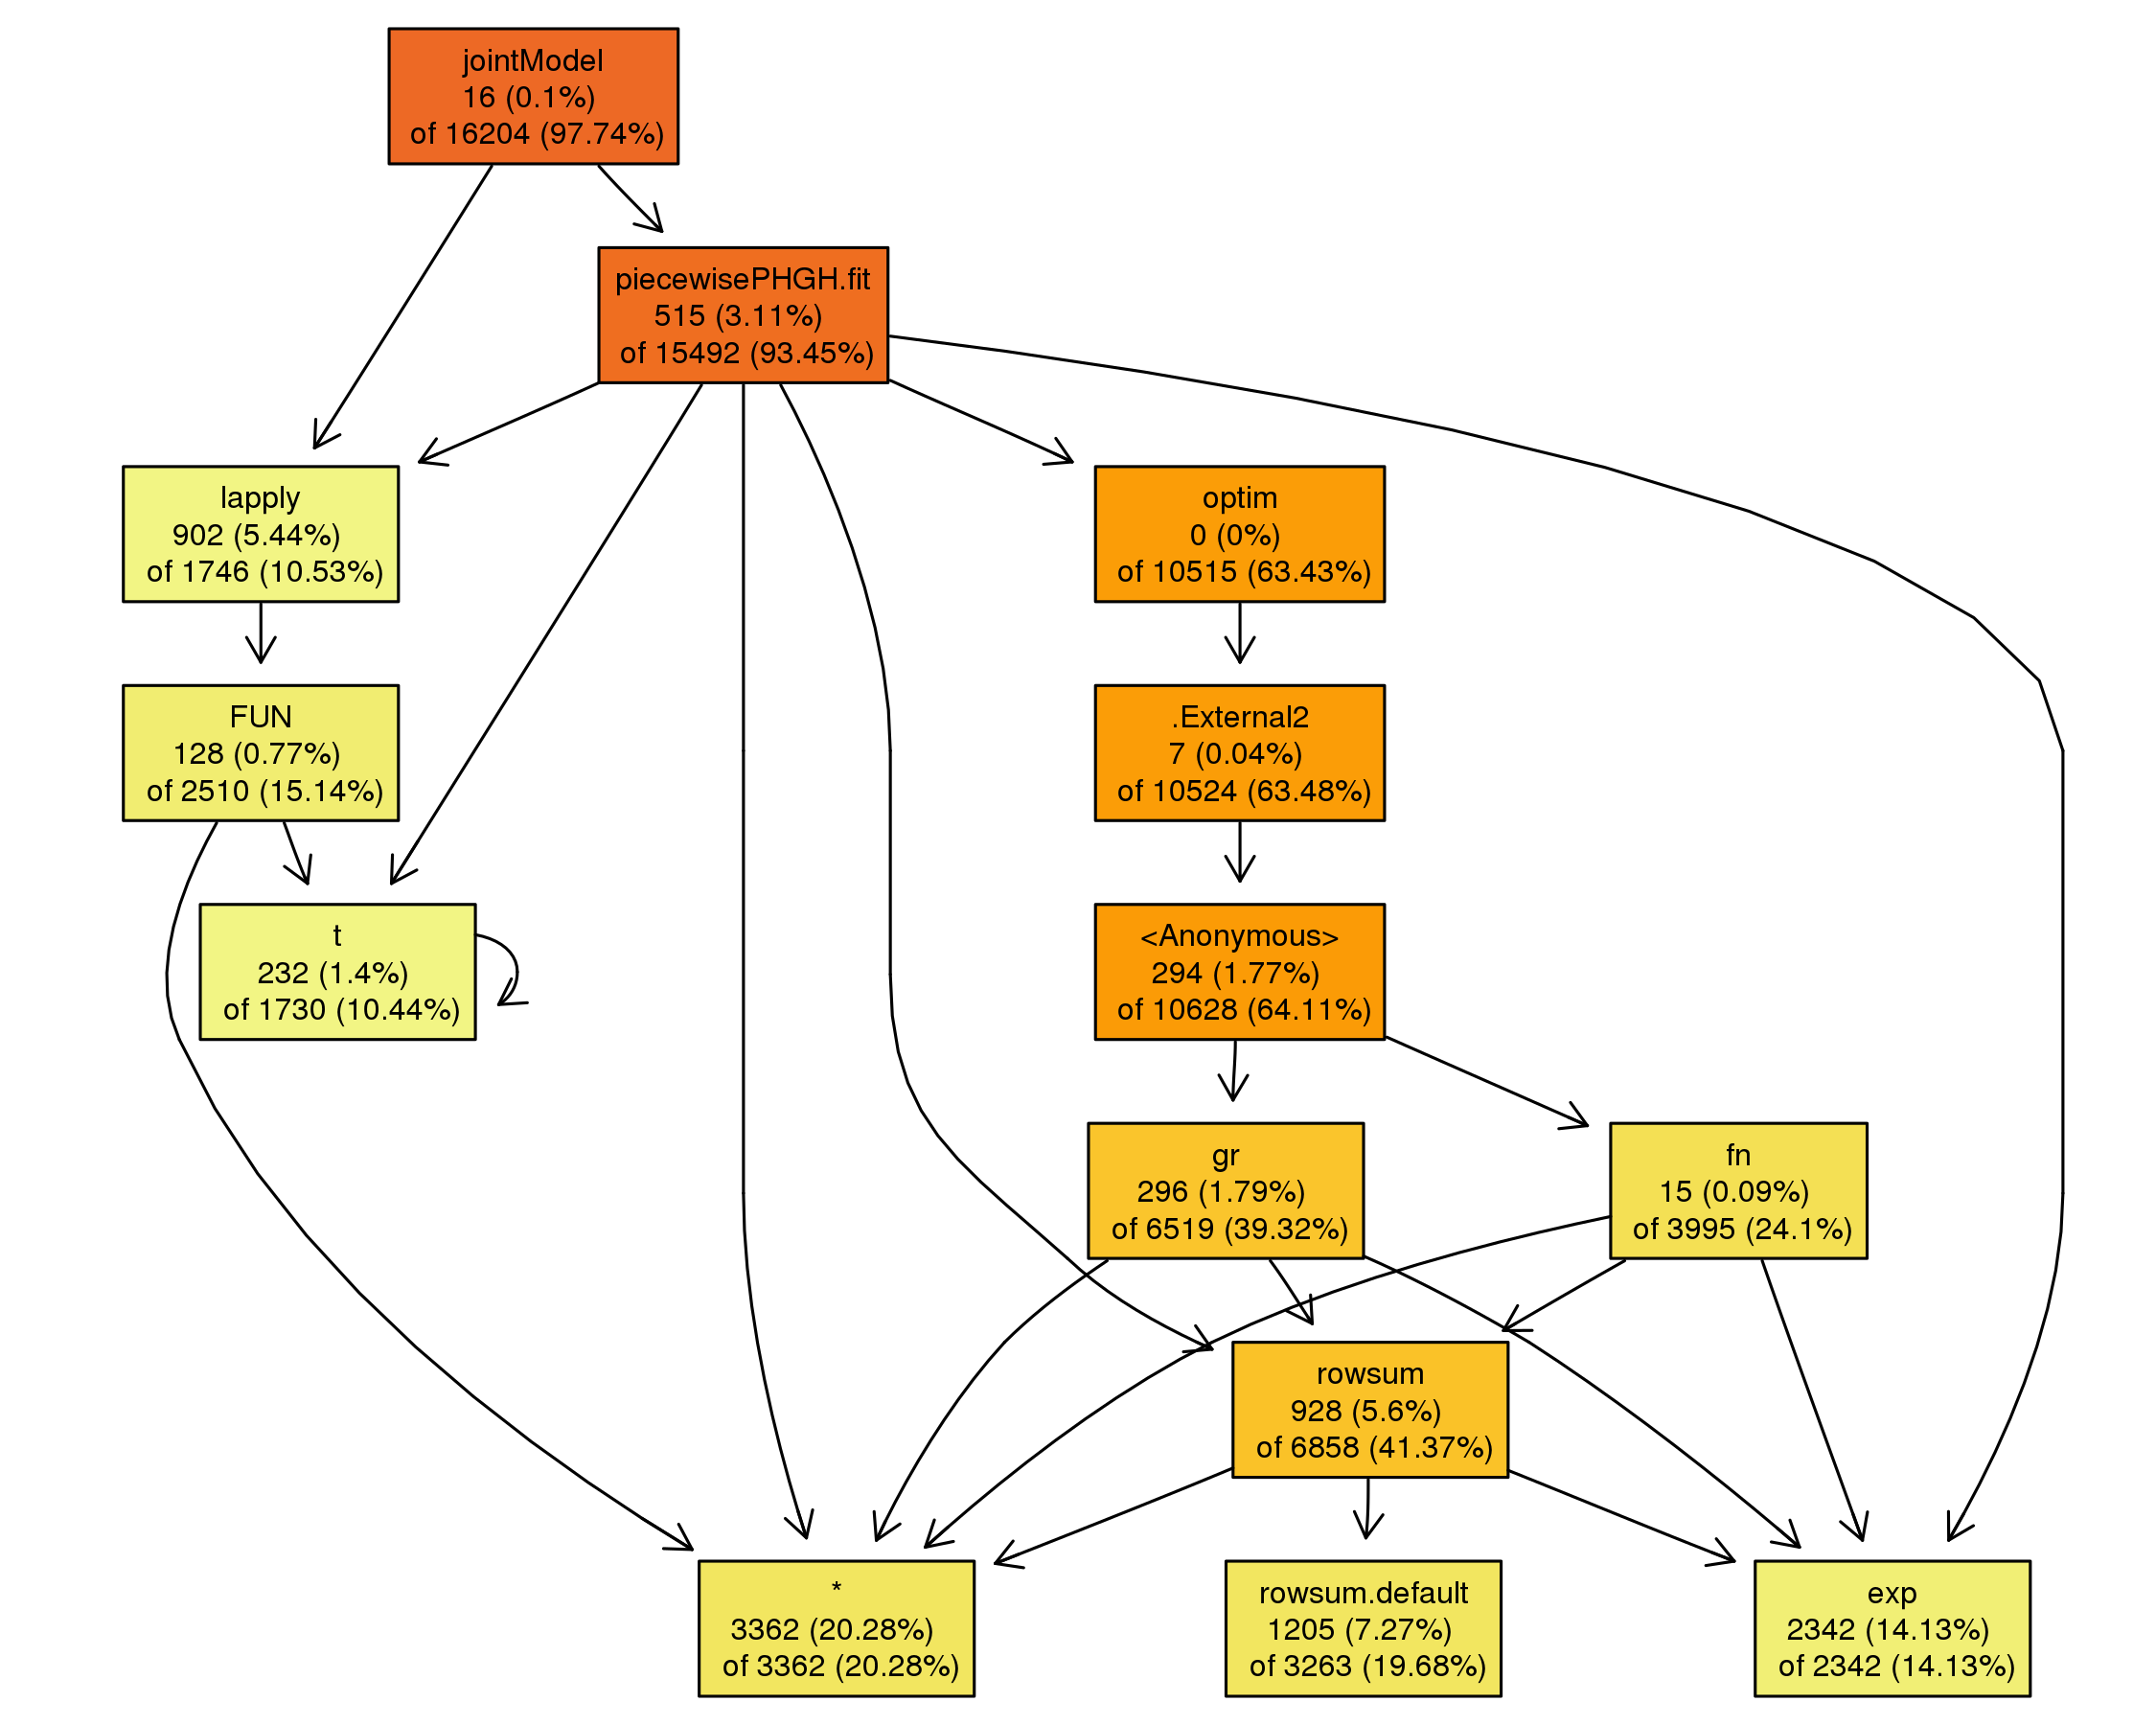 jointModel
16 (0.1%)
of 16204 (97.74%)
piecewisePHGH.fit
515 (3.11%)
of 15492 (93.45%)
lapply
902 (5.44%)
of 1746 (10.53%)
optim
0 (0%)
of 10515 (63.43%)
FUN
128 (0.77%)
of 2510 (15.14%)
.External2
7 (0.04%)
of 10524 (63.48%)
t
232 (1.4%)
of 1730 (10.44%)
<Anonymous>
294 (1.77%)
of 10628 (64.11%)
gr
296 (1.79%)
of 6519 (39.32%)
fn
15 (0.09%)
of 3995 (24.1%)
rowsum
928 (5.6%)
of 6858 (41.37%)
*
3362 (20.28%)
of 3362 (20.28%)
rowsum.default
1205 (7.27%)
of 3263 (19.68%)
exp
2342 (14.13%)
of 2342 (14.13%)